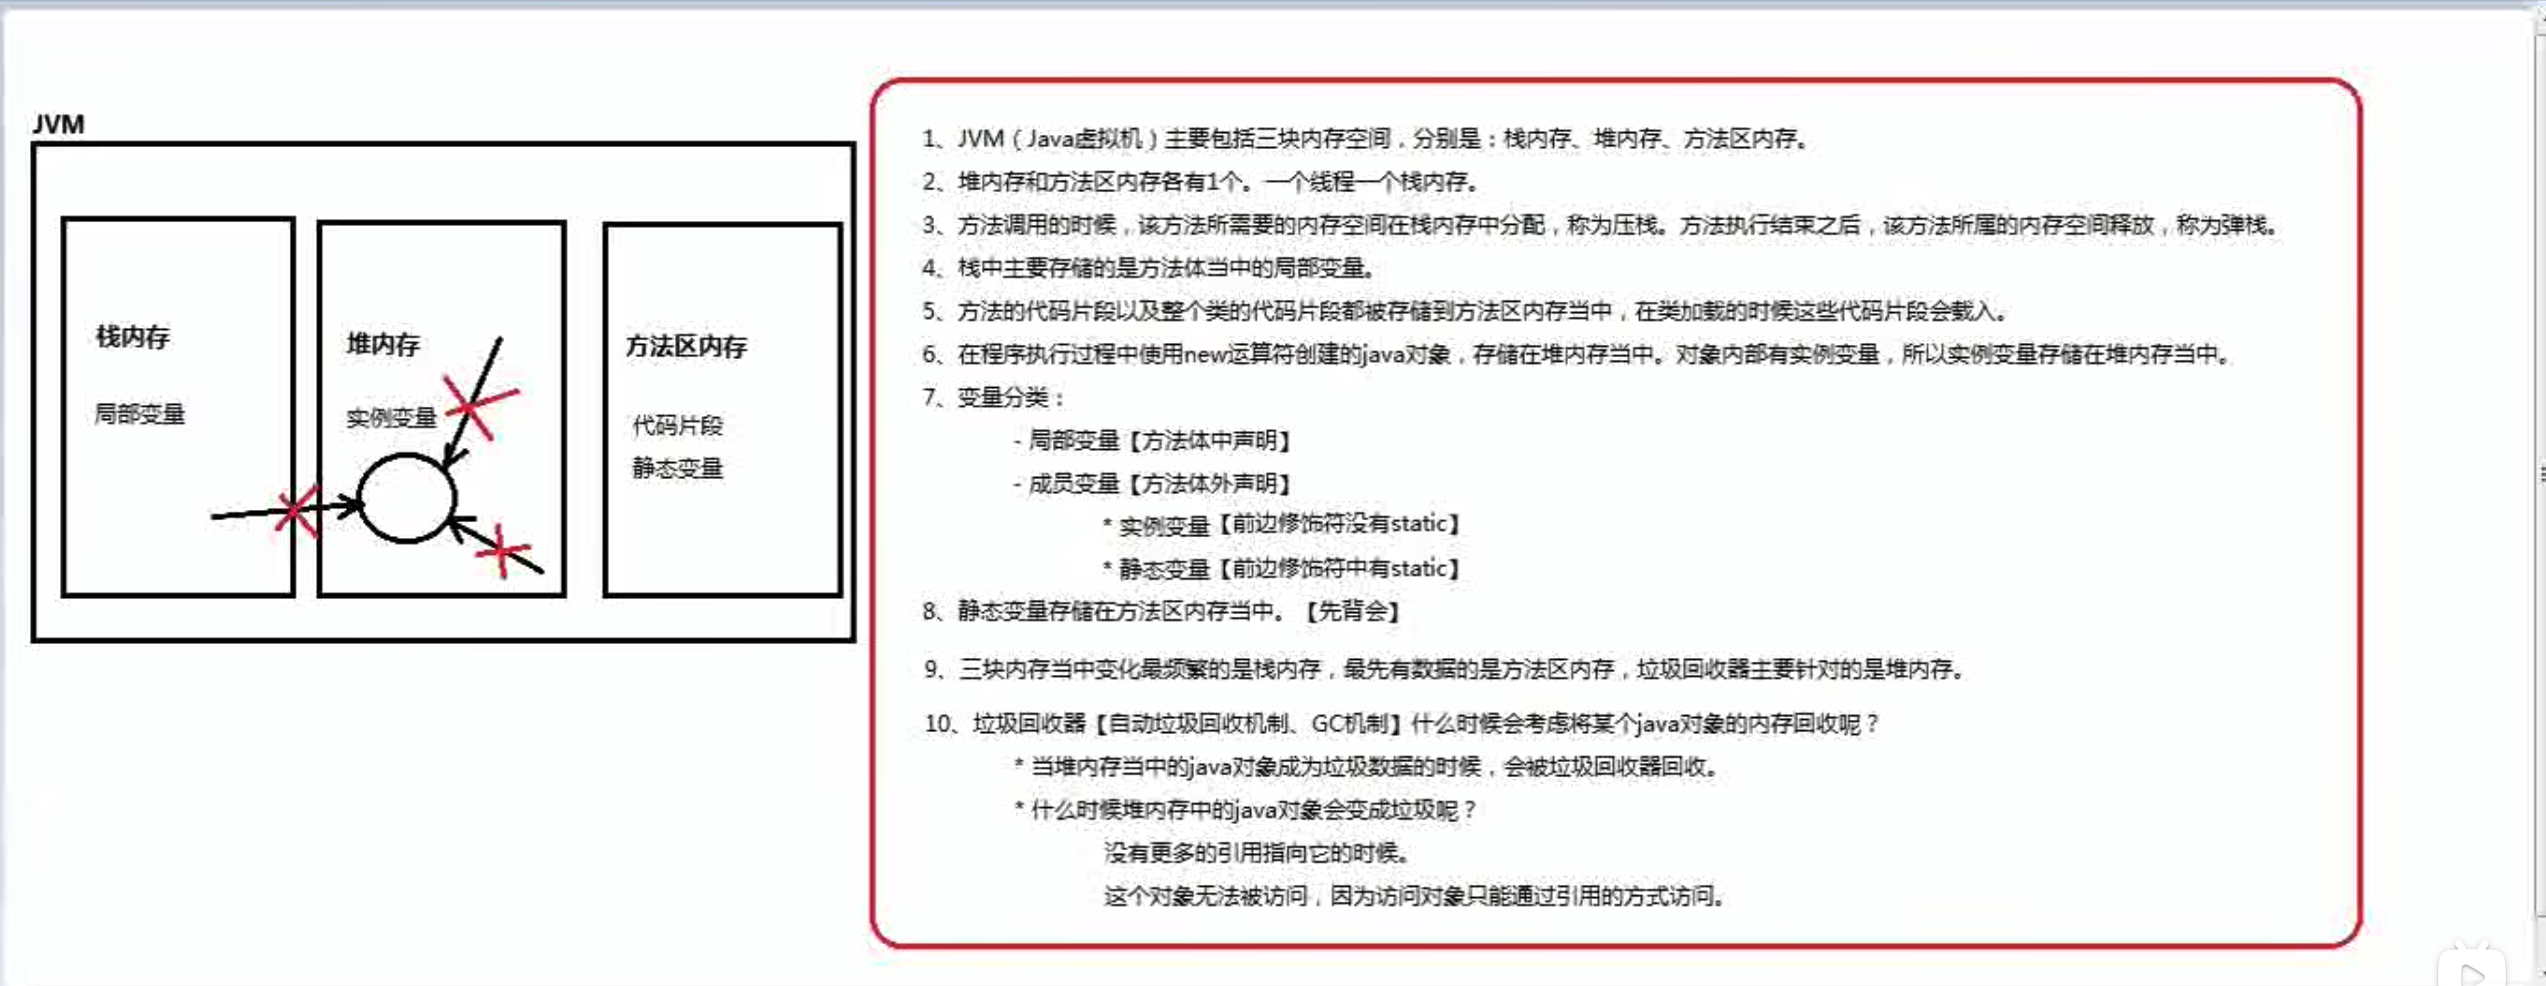 JVM
栈内存
局部变量
堆内存
实例变量
方法区内存
代码片段
静态变量
1、JVM（Java虚拟机）主要包括三块内存空间，分别是：栈内存、堆内存、方法区内存。
2、堆内存和方法区内存各有1个。一个线程一个栈内存。
3、方法调用的时候，该方法所需要的内存空间在栈内存中分配，称为压栈。方法执行结束之后，该方法所属的内存空间释放，称为弹栈。
4、栈中主要存储的是方法体当中的局部变量。
5、方法的代码片段以及整个类的代码片段都被存储到方法区内存当中，在类加载的时候这些代码片段会载入。
6、在程序执行过程中使用new运算符创建的java对象，存储在堆内存当中。对象内部有实例变量，所以实例变量存储在堆内存当中。
7、变量分类：
- 局部变量【方法体中声明】
- 成员变量【方法体外声明】
* 实例变量【前边修饰符没有static】
* 静态变量【前边修饰符中有static】
8、静态变量存储在方法区内存当中。【先背会】
9、三块内存当中变化最频繁的是栈内存，最先有数据的是方法区内存，垃圾回收器主要针对的是堆内存。
10、垃圾回收器【自动垃圾回收机制、GC机制】什么时候会考虑将某个java对象的内存回收呢？
* 当堆内存当中的java对象成为垃圾数据的时候，会被垃圾回收器回收。
* 什么时候堆内存中的java对象会变成垃圾呢？
没有更多的引用指向它的时候。
这个对象无法被访问，因为访问对象只能通过引用的方式访问。